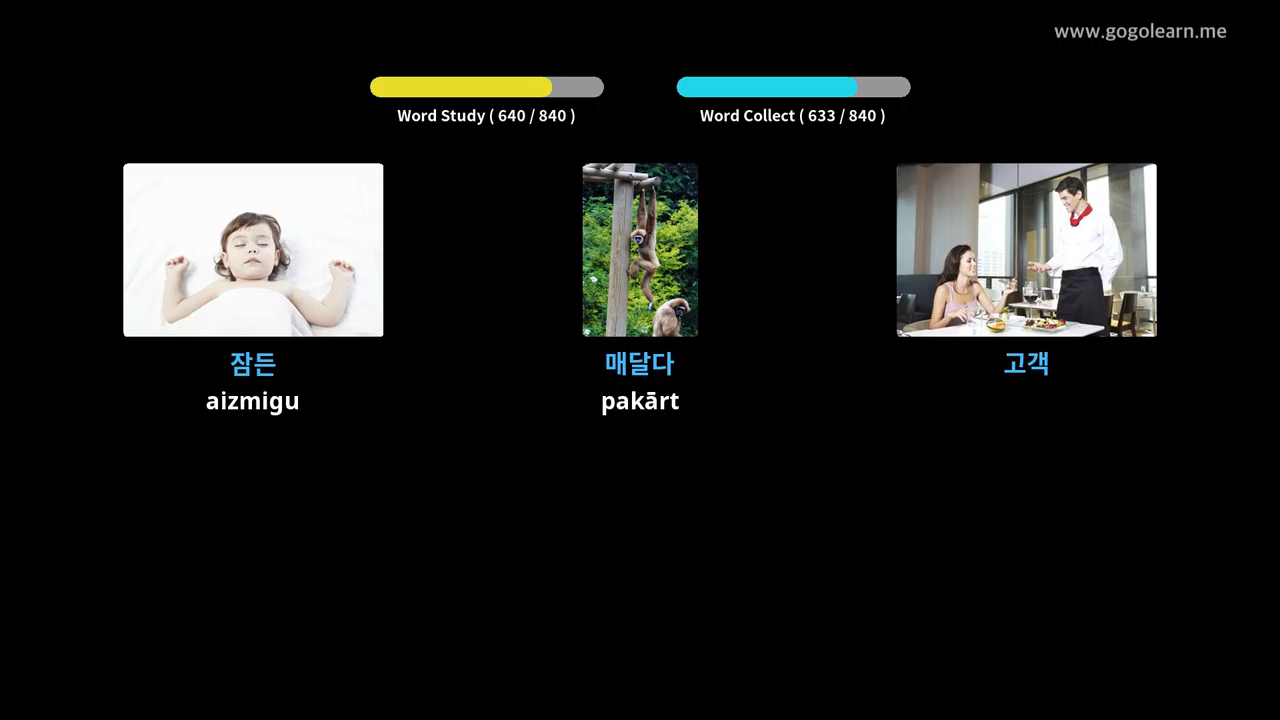 www.gogolearn.me
Word Study ( 640 / 840 )
Word Collect ( 633 / 840 )
잠든
aizmigu
매달다
pakārt
고객